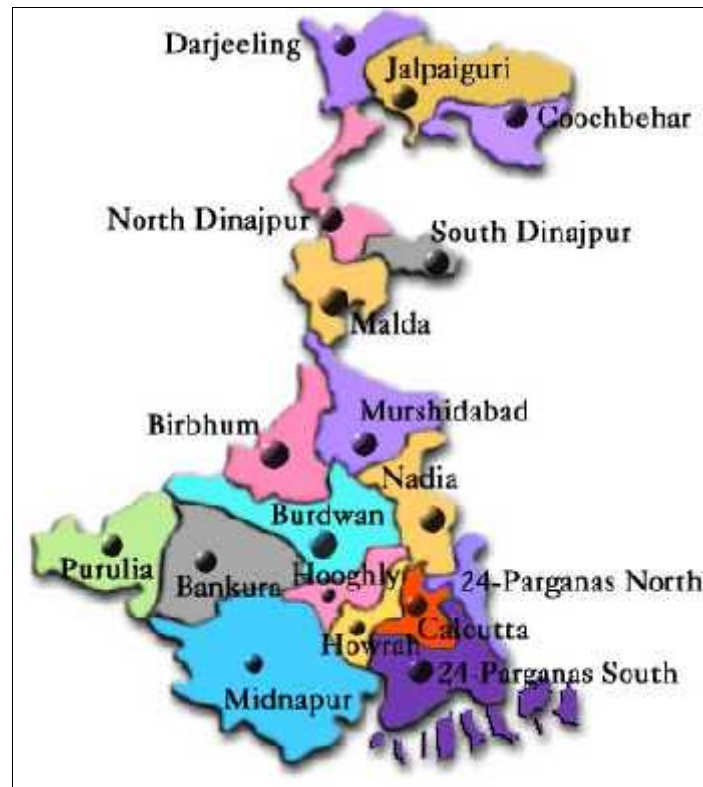 Darjeeling
Jalpaiguri
Coochbehar
North Dinajpur
South Dinajpur
Malda
Birbhum
Murshidabad
Nadia
Burdwan
Purulia
Bankura
Hooghly
24-Parganas North
Calcutta
Howrah
24-Parganas South
Midnapur